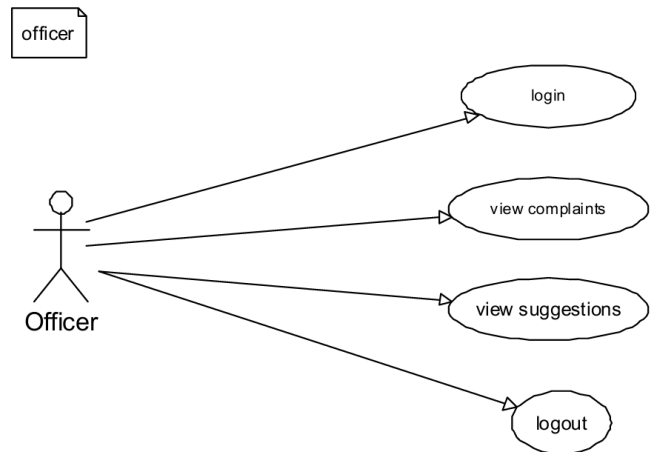 officer
login
view complaints
view suggestions
Officer
logout